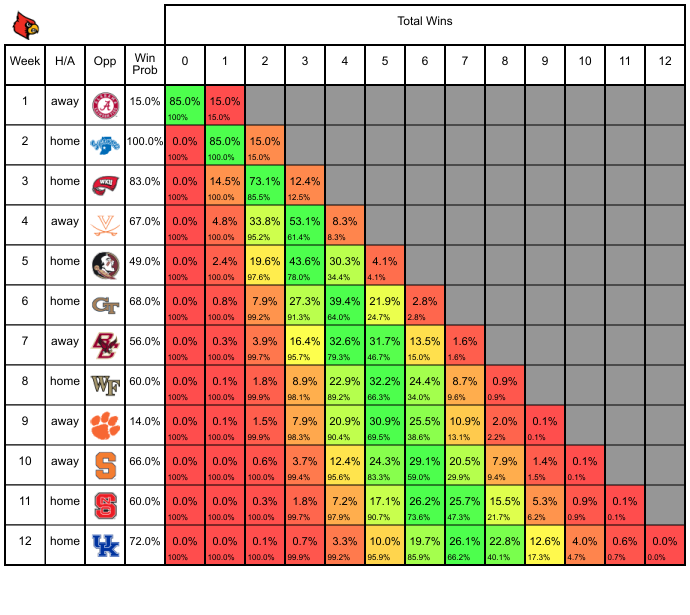 Total Wins
Week H/A Opp Win Prob 0 1 2 3 4 5 6 7 8 9 10 11 12
1 away A 15.0% 85.0% 15.0%
100% 15.0%
2 home 100.0% 0.0% 85.0% 15.0%
100% 100.0% 15.0%
3 home WKU 83.0% 0.0% 14.5% 73.1% 12.4%
100% 100.0% 85.5% 12.5%
4 away 67.0% 0.0% 4.8% 33.8% 53.1% 8.3%
100% 100.0% 95.2% 61.4% 8.3%
5 home 49.0% 0.0% 2.4% 19.6% 43.6% 30.3% 4.1%
100% 100.0% 97.6% 78.0% 34.4% 4.1%
6 home GT 68.0% 0.0% 0.8% 7.9% 27.3% 39.4% 21.9% 2.8%
100% 100.0% 99.2% 91.3% 64.0% 24.7% 2.8%
7 away BC 56.0% 0.0% 0.3% 3.9% 16.4% 32.6% 31.7% 13.5% 1.6%
100% 100.0% 99.7% 95.7% 79.3% 46.7% 15.0% 1.6%
8 home WF 60.0% 0.0% 0.1% 1.8% 8.9% 22.9% 32.2% 24.4% 8.7% 0.9%
100% 100.0% 99.9% 98.1% 89.2% 66.3% 34.0% 9.6% 0.9%
9 away 14.0% 0.0% 0.1% 1.5% 7.9% 20.9% 30.9% 25.5% 10.9% 2.0% 0.1%
100% 100.0% 99.9% 98.3% 90.4% 69.5% 38.6% 13.1% 2.2% 0.1%
10 away S 66.0% 0.0% 0.0% 0.6% 3.7% 12.4% 24.3% 29.1% 20.5% 7.9% 1.4% 0.1%
100% 100.0% 100.0% 99.4% 95.6% 83.3% 59.0% 29.9% 9.4% 1.5% 0.1%
11 home S 60.0% 0.0% 0.0% 0.3% 1.8% 7.2% 17.1% 26.2% 25.7% 15.5% 5.3% 0.9% 0.1%
100% 100.0% 100.0% 99.7% 97.9% 90.7% 73.6% 47.3% 21.7% 6.2% 0.9% 0.1%
12 home UK 72.0% 0.0% 0.0% 0.1% 0.7% 3.3% 10.0% 19.7% 26.1% 22.8% 12.6% 4.0% 0.6% 0.0%
100% 100.0% 100.0% 99.9% 99.2% 95.9% 85.9% 66.2% 40.1% 17.3% 4.7% 0.7% 0.0%